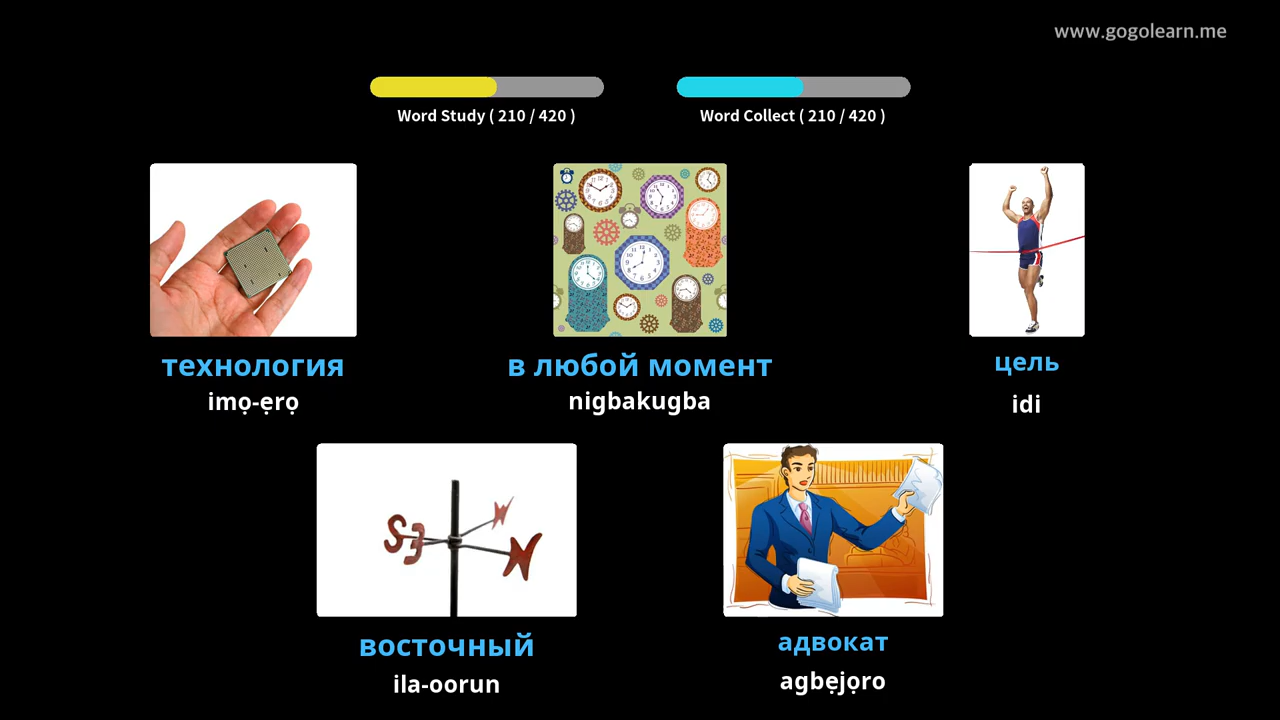 www.gogolearn.me
Word Study ( 210 / 420 )
Word Collect ( 210 / 420 )
технология
imọ-ẹrọ
в любой момент
nigbakugba
цель
idi
восточный
ila-oorun
адвокат
agbẹjọro